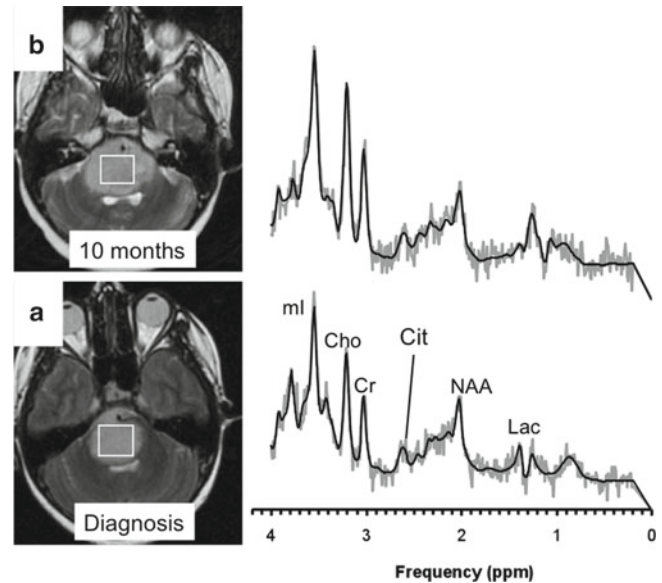 b
10 months
a
Diagnosis
mI
Cho
Cr
Cit
NAA
Lac
4 3 2 1 0
Frequency (ppm)